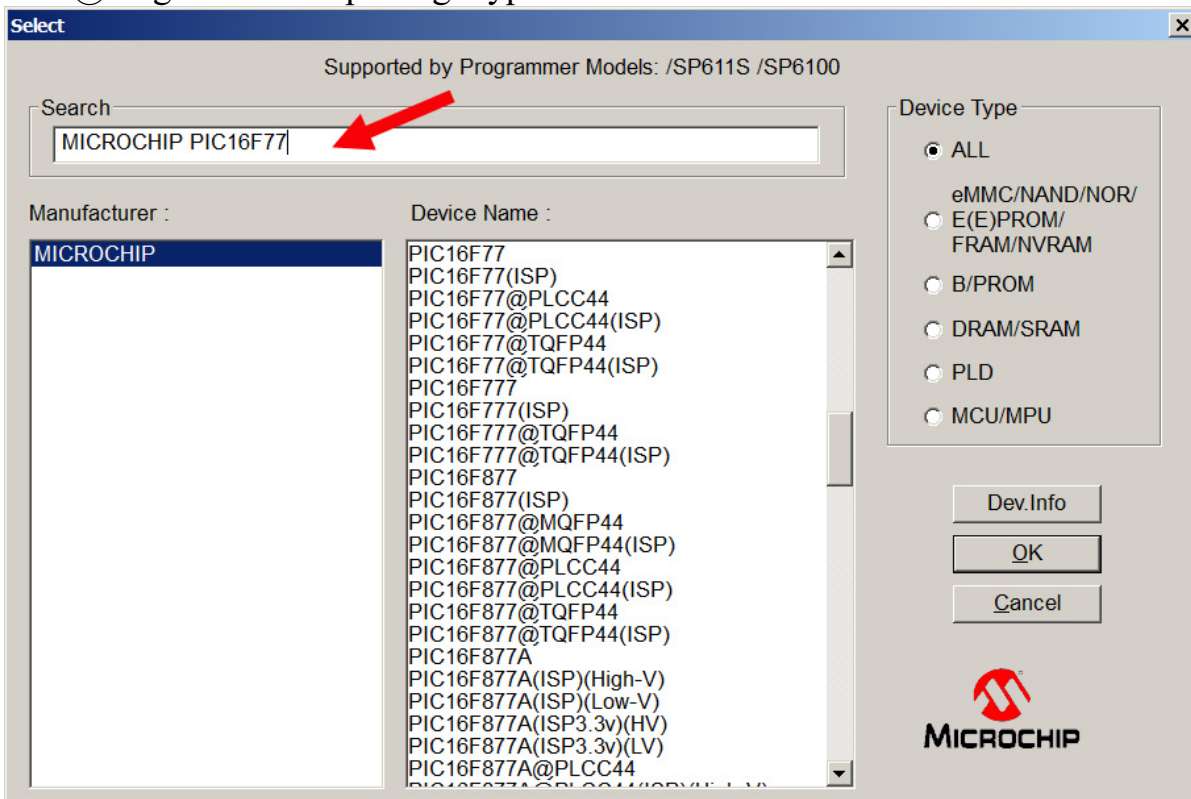 Select
Supported by Programmer Models: /SP611S /SP6100
Search
MICROCHIP PIC16F77
Manufacturer :
MICROCHIP
Device Name :
PIC16F77
PIC16F77(ISP)
PIC16F77@PLCC44
PIC16F77@PLCC44(ISP)
PIC16F77@TQFP44
PIC16F77@TQFP44(ISP)
PIC16F777
PIC16F777(ISP)
PIC16F777@TQFP44
PIC16F777@TQFP44(ISP)
PIC16F877
PIC16F877(ISP)
PIC16F877@MQFP44
PIC16F877@MQFP44(ISP)
PIC16F877@PLCC44
PIC16F877@PLCC44(ISP)
PIC16F877@TQFP44
PIC16F877@TQFP44(ISP)
PIC16F877A
PIC16F877A(ISP)(High-V)
PIC16F877A(ISP)(Low-V)
PIC16F877A(ISP3.3v)(HV)
PIC16F877A(ISP3.3v)(LV)
PIC16F877A@PLCC44
Device Type
ALL
eMMC/NAND/NOR/
E(E)PROM/
FRAM/NVRAM
B/PROM
DRAM/SRAM
PLD
MCU/MPU
Dev.Info
OK
Cancel
MICROCHIP